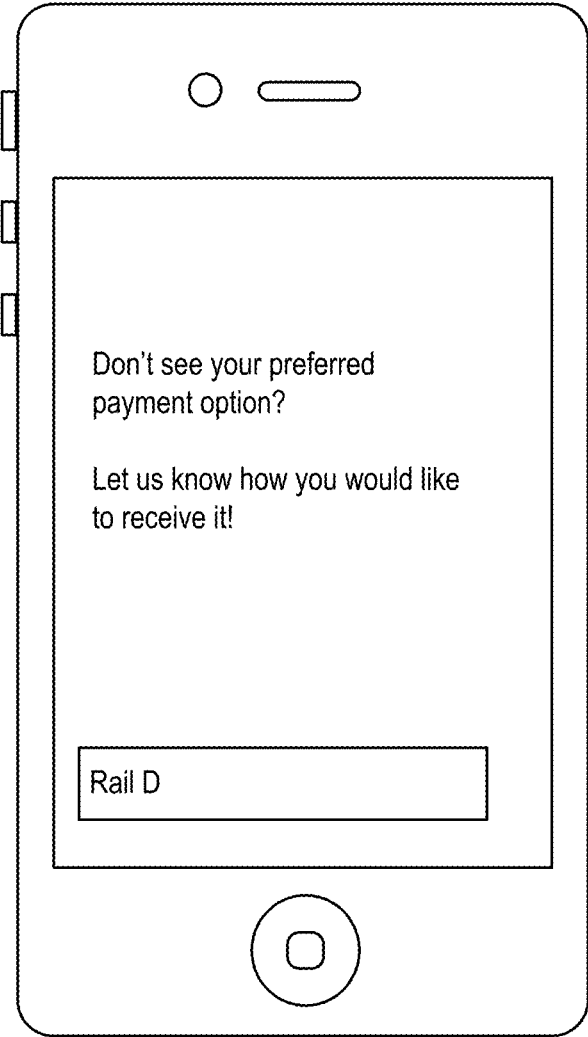 Don't see your preferred
payment option?
Let us know how you would like
to receive it!
Rail D